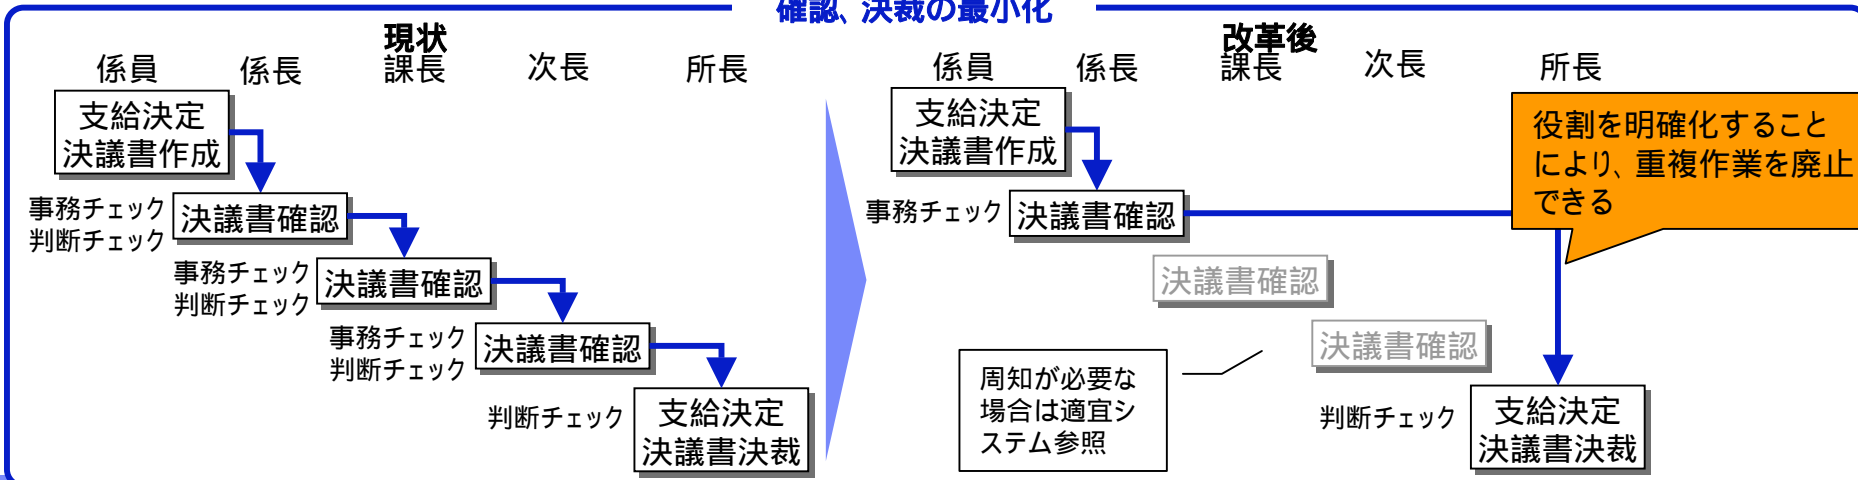 確認、決裁の最小化
現状
係員 係長 課長 次長 所長
支給決定
決議書作成
事務チェック
判断チェック
決議書確認
事務チェック
判断チェック
決議書確認
事務チェック
判断チェック
決議書確認
判断チェック
支給決定
決議書決裁
改革後
係員 係長 課長 次長 所長
支給決定
決議書作成
役割を明確化すること
により、重複作業を廃止
できる
事務チェック
決議書確認
決議書確認
決議書確認
周知が必要な
場合は適宜シ
ステム参照
判断チェック
支給決定
決議書決裁